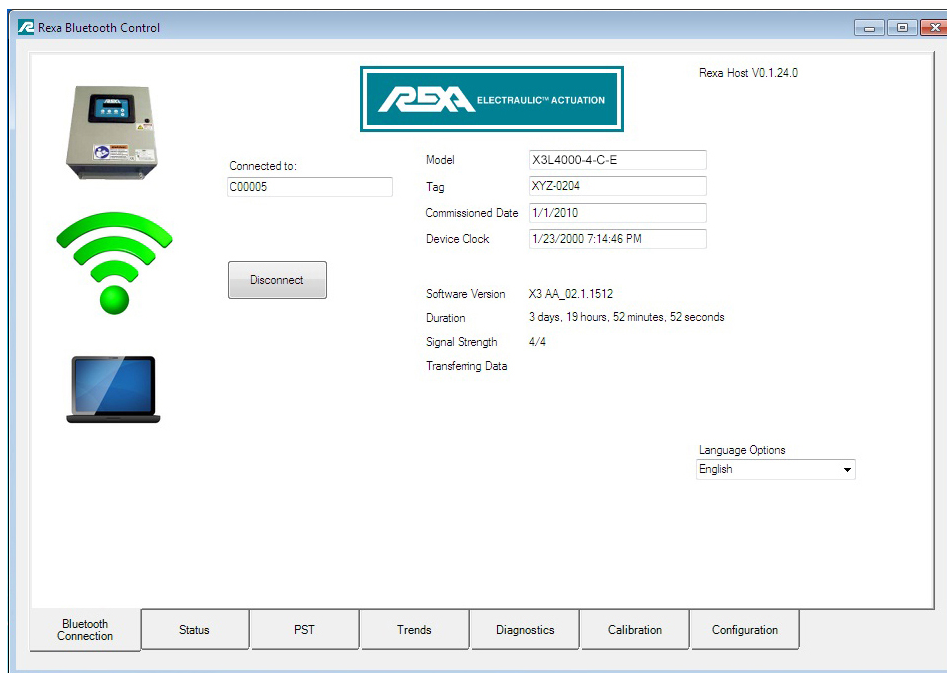 Rexa Bluetooth Control
Rexa Host V0.1.24.0
REXA ELECTRAULIC™ ACTUATION
Connected to:
C00005
Model X3L4000-4-C-E
Tag XYZ-0204
Commissioned Date 1/1/2010
Device Clock 1/23/2000 7:14:46 PM
Disconnect
Software Version X3 AA_02.1.1512
Duration 3 days, 19 hours, 52 minutes, 52 seconds
Signal Strength 4/4
Transferring Data
Language Options
English
Bluetooth
Connection
Status
PST
Trends
Diagnostics
Calibration
Configuration